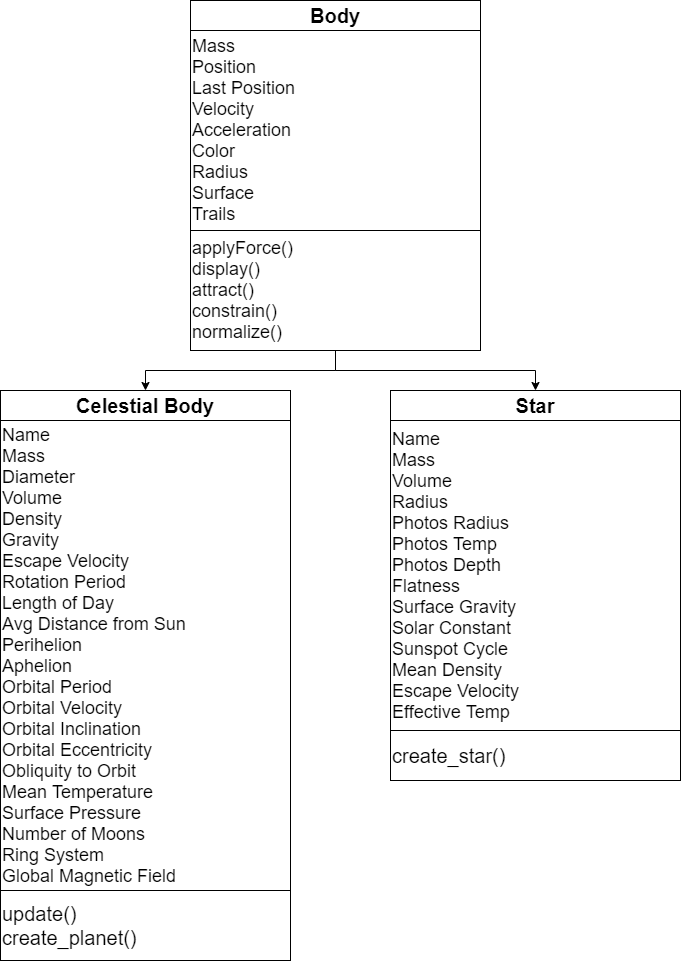 Body
Mass
Position
Last Position
Velocity
Acceleration
Color
Radius
Surface
Trails
applyForce()
display()
attract()
constrain()
normalize()
Celestial Body
Name
Mass
Diameter
Volume
Density
Gravity
Escape Velocity
Rotation Period
Length of Day
Avg Distance from Sun
Perihelion
Aphelion
Orbital Period
Orbital Velocity
Orbital Inclination
Orbital Eccentricity
Obliquity to Orbit
Mean Temperature
Surface Pressure
Number of Moons
Ring System
Global Magnetic Field
update()
create_planet()
Star
Name
Mass
Volume
Radius
Photos Radius
Photos Temp
Photos Depth
Flatness
Surface Gravity
Solar Constant
Sunspot Cycle
Mean Density
Escape Velocity
Effective Temp
create_star()